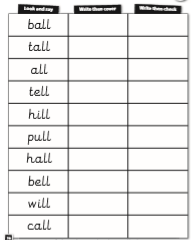 Look and say Write then cover Write then check
ball
tall
all
tell
hill
pull
hall
bell
will
call